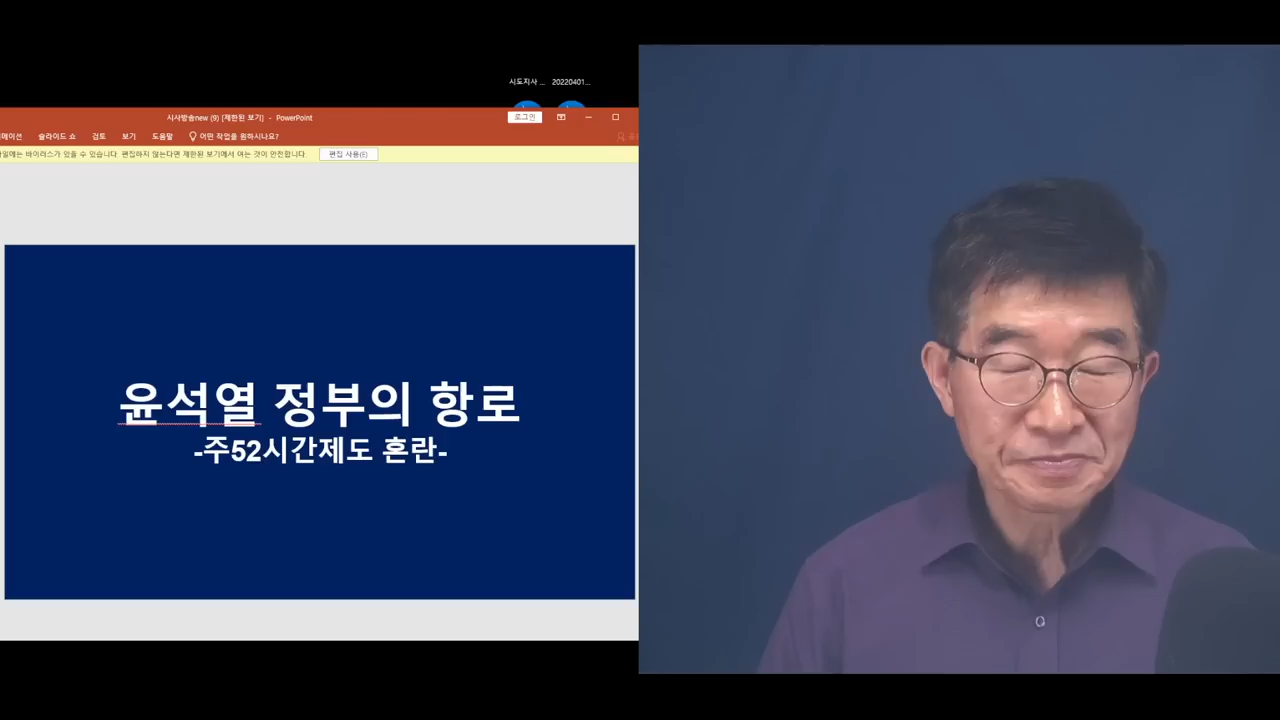 시도지사 ... 20220401...
시사방송new (9) [제한된 보기] - PowerPoint
로그인
메이션 슬라이드 쇼 검토 보기 도움말 어떤 작업을 원하시나요?
일에는 바이러스가 있을 수 있습니다. 편집하지 않는다면 제한된 보기에서 여는 것이 안전합니다. 편집 사용(E)
윤석열 정부의 항로
-주52시간제도 혼란-